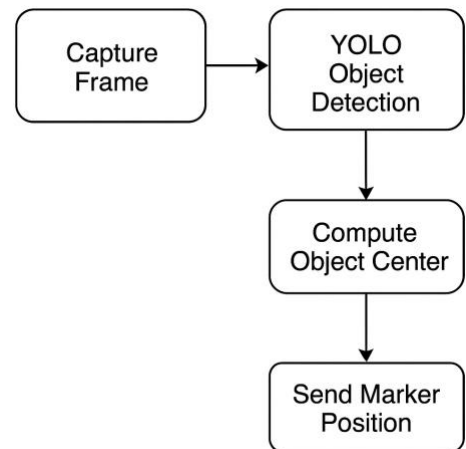 Capture
Frame
YOLO
Object
Detection
Compute
Object Center
Send Marker
Position